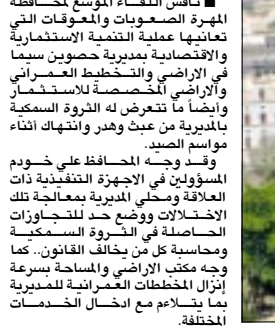 ■ ناقش اللقاء الموسع لمحافظة
المهرة الصعوبات والمعوقات التي
تعانيها عملية التنمية الاستثمارية
والاقتصادية بمديرية حصوين سيما
في الاراضي والتخطيط العمراني
والاراضي المخصصة للاستثمار
وأيضاً ما تتعرض له الثروة السمكية
بالمديرية من عبث وهدر وانتهاك أثناء
مواسم الصيد.
وقد وجه المحافظ علي خودم
المسؤولين في الاجهزة التنفيذية ذات
العلاقة ومحلي المديرية بمعالجة تلك
الاختلالات ووضع حد للتجاوزات
الحاصلة في الثروة السمكية
ومحاسبة كل من يخالف القانون.. كما
وجه مكتب الاراضي والمساحة بسرعة
إنزال المخططات العمرانية للمديرية
بما يتلاءم مع ادخال الخدمات
المختلفة.